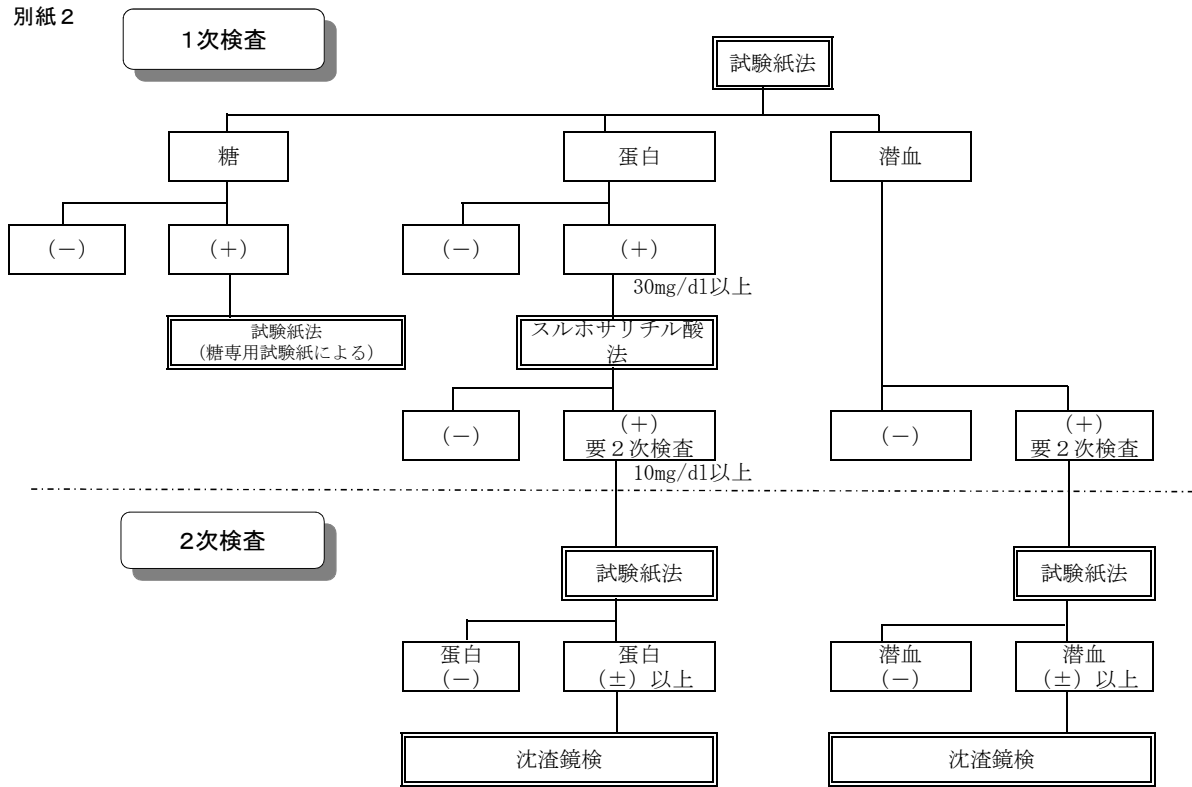 別紙２
１次検査
試験紙法
糖
蛋白
潜血
(－)
(＋)
(－)
(＋)
30mg/dl以上
試験紙法
(糖専用試験紙による)
スルホサリチル酸
法
(－)
(＋)
要２次検査
10mg/dl以上
(－)
(＋)
要２次検査
２次検査
試験紙法
試験紙法
蛋白
(－)
蛋白
(±) 以上
潜血
(－)
潜血
(±) 以上
沈渣鏡検
沈渣鏡検